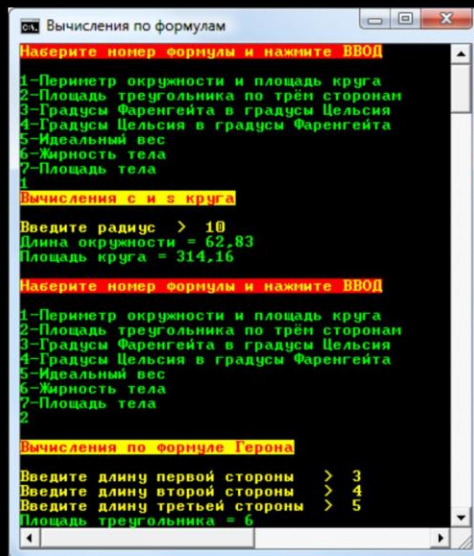 Вычисления по формулам
Наберите номер формулы и нажмите ВВОД
1-Периметр окружности и площадь круга
2-Площадь треугольника по трём сторонам
3-Градусы Фаренгейта в градусы Цельсия
4-Градусы Цельсия в градусы Фаренгейта
5-Идеальный вес
6-Жирность тела
7-Площадь тела
1
Вычисления с и s круга
Введите радиус > 10
Длина окружности = 62,83
Площадь круга = 314,16
Наберите номер формулы и нажмите ВВОД
1-Периметр окружности и площадь круга
2-Площадь треугольника по трём сторонам
3-Градусы Фаренгейта в градусы Цельсия
4-Градусы Цельсия в градусы Фаренгейта
5-Идеальный вес
6-Жирность тела
7-Площадь тела
2
Вычисления по формуле Герона
Введите длину первой стороны > 3
Введите длину второй стороны > 4
Введите длину третьей стороны > 5
Площадь треугольника = 6